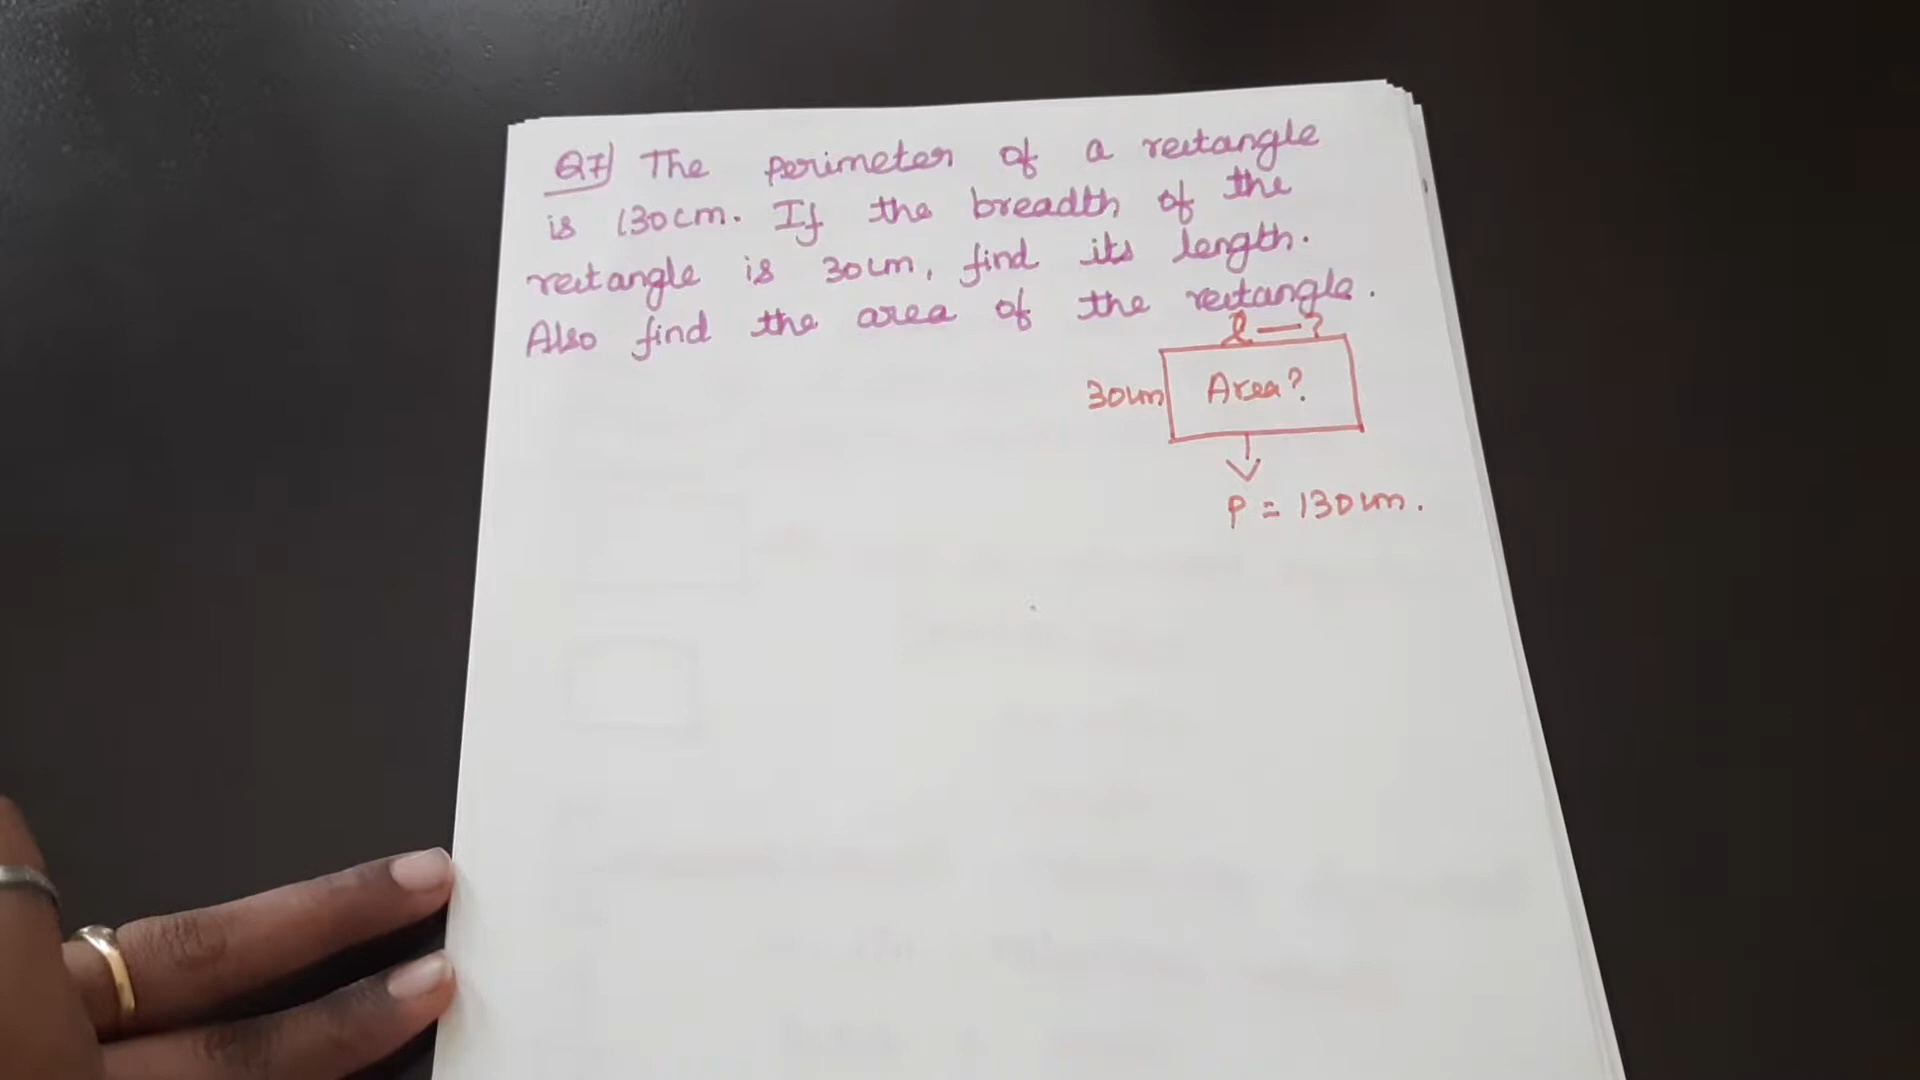 Q7) The perimeter of a rectangle
is 130cm. If the breadth of the
rectangle is 30cm, find its length.
Also find the area of the rectangle.
l — ?
30cm Area?
P = 130cm.